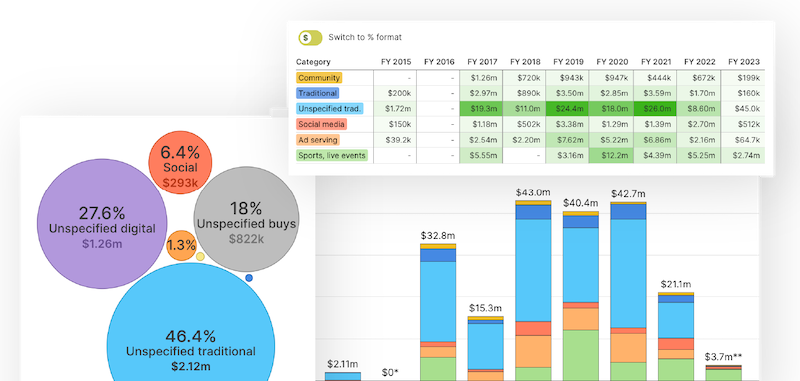 $ Switch to % format
Category FY 2015 FY 2016 FY 2017 FY 2018 FY 2019 FY 2020 FY 2021 FY 2022 FY 2023
Community - - $1.26m $720k $943k $947k $444k $672k $199k
Traditional $200k - $2.97m $890k $3.50m $2.85m $3.59m $1.70m $160k
Unspecified trad. $1.72m - $19.3m $11.0m $24.4m $18.0m $26.0m $8.60m $45.0k
Social media $150k - $1.18m $502k $3.38m $1.29m $1.39m $2.70m $512k
Ad serving $39.2k - $2.54m $2.20m $7.62m $5.22m $6.86m $2.16m $64.7k
Sports, live events - - $5.55m - $3.16m $12.2m $4.39m $5.25m $2.74m
6.4%
Social
$293k
27.6%
Unspecified digital
$1.26m
18%
Unspecified buys
$822k
1.3%
46.4%
Unspecified traditional
$2.12m
$2.11m
$0*
$32.8m
$15.3m
$43.0m
$40.4m
$42.7m
$21.1m
$3.7m**